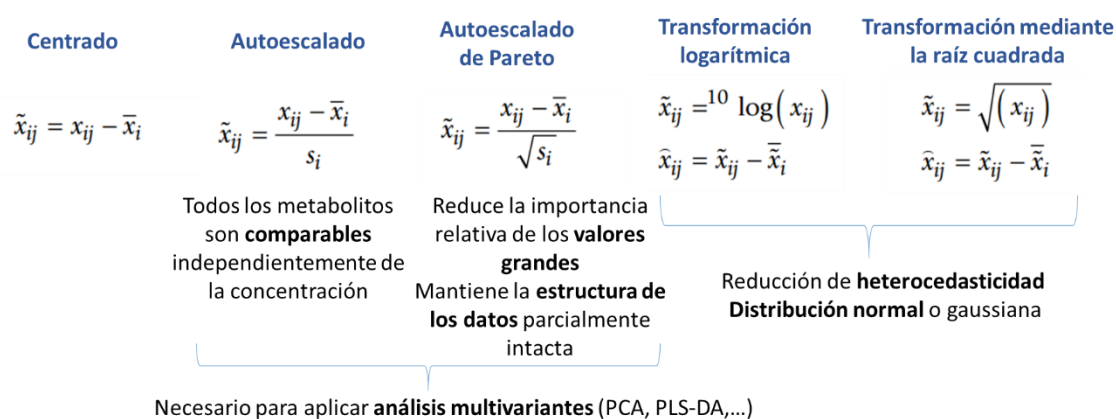 Centrado
x̃ij = xij − x̄i
Autoescalado
x̃ij = (xij − x̄i) / si
Todos los metabolitos
son comparables
independientemente de
la concentración
Autoescalado
de Pareto
x̃ij = (xij − x̄i) / √si
Reduce la importancia
relativa de los valores
grandes
Mantiene la estructura de
los datos parcialmente
intacta
Necesario para aplicar análisis multivariantes (PCA, PLS-DA,...)
Transformación
logarítmica
x̃ij =10 log(xij)
x̂ij = x̃ij − x̃̄i
Transformación mediante
la raíz cuadrada
x̃ij = √(xij)
x̂ij = x̃ij − x̃̄i
Reducción de heterocedasticidad
Distribución normal o gaussiana